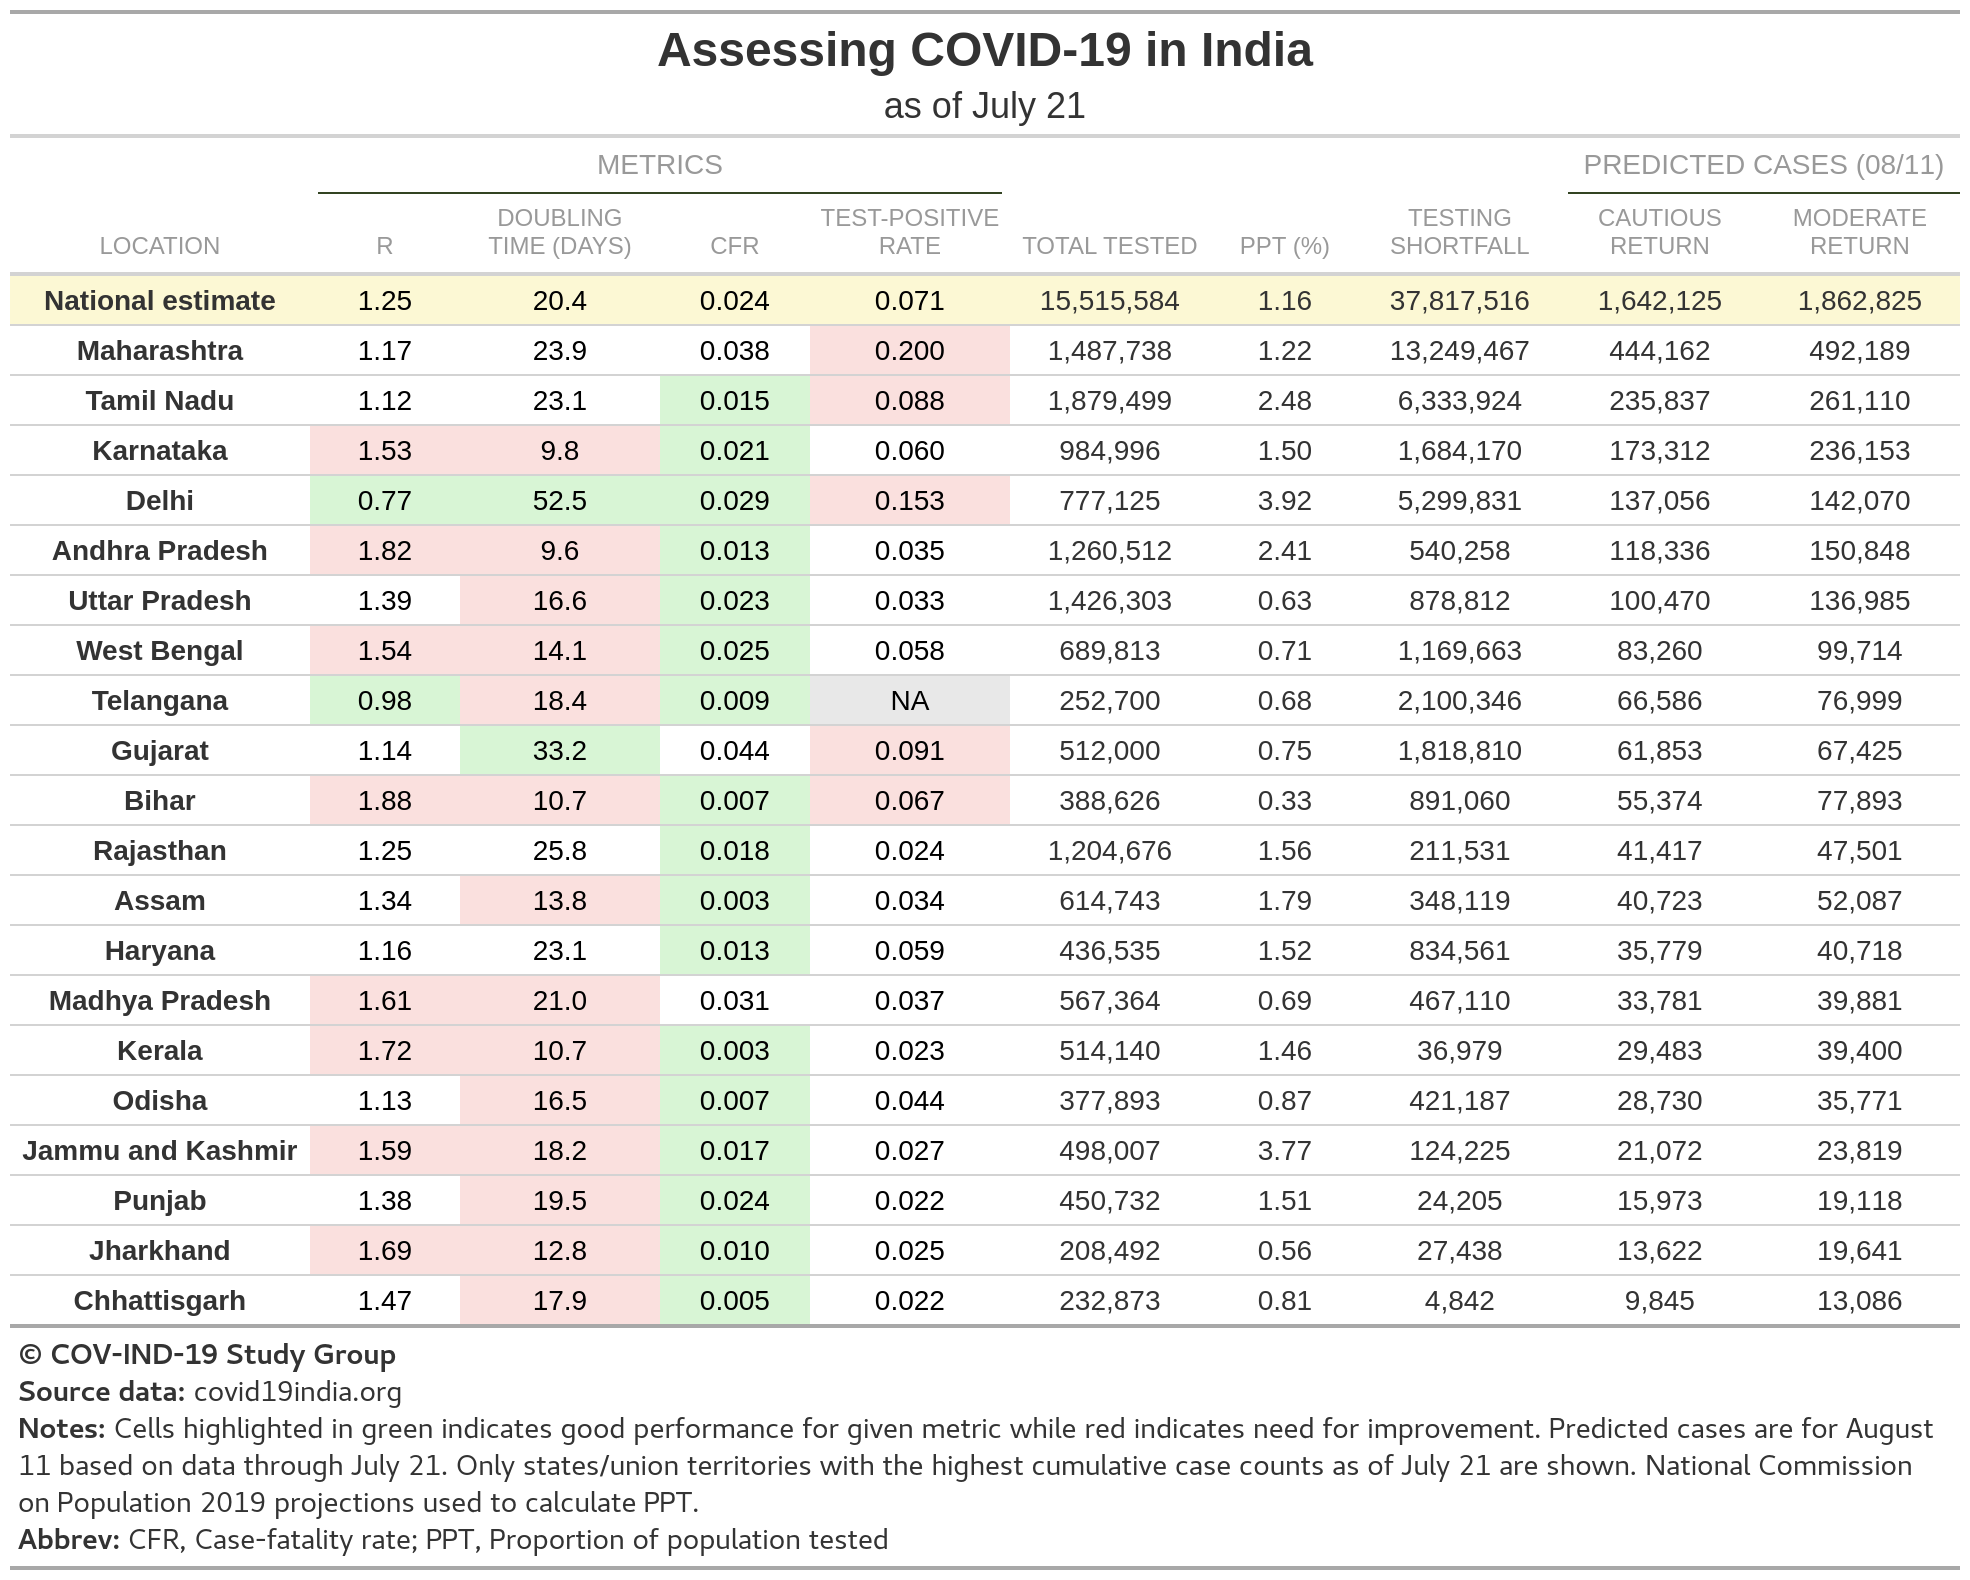 Assessing COVID-19 in India
as of July 21
METRICS PREDICTED CASES (08/11)
LOCATION R DOUBLING TIME (DAYS) CFR TEST-POSITIVE RATE TOTAL TESTED PPT (%) TESTING SHORTFALL CAUTIOUS RETURN MODERATE RETURN
National estimate 1.25 20.4 0.024 0.071 15,515,584 1.16 37,817,516 1,642,125 1,862,825
Maharashtra 1.17 23.9 0.038 0.200 1,487,738 1.22 13,249,467 444,162 492,189
Tamil Nadu 1.12 23.1 0.015 0.088 1,879,499 2.48 6,333,924 235,837 261,110
Karnataka 1.53 9.8 0.021 0.060 984,996 1.50 1,684,170 173,312 236,153
Delhi 0.77 52.5 0.029 0.153 777,125 3.92 5,299,831 137,056 142,070
Andhra Pradesh 1.82 9.6 0.013 0.035 1,260,512 2.41 540,258 118,336 150,848
Uttar Pradesh 1.39 16.6 0.023 0.033 1,426,303 0.63 878,812 100,470 136,985
West Bengal 1.54 14.1 0.025 0.058 689,813 0.71 1,169,663 83,260 99,714
Telangana 0.98 18.4 0.009 NA 252,700 0.68 2,100,346 66,586 76,999
Gujarat 1.14 33.2 0.044 0.091 512,000 0.75 1,818,810 61,853 67,425
Bihar 1.88 10.7 0.007 0.067 388,626 0.33 891,060 55,374 77,893
Rajasthan 1.25 25.8 0.018 0.024 1,204,676 1.56 211,531 41,417 47,501
Assam 1.34 13.8 0.003 0.034 614,743 1.79 348,119 40,723 52,087
Haryana 1.16 23.1 0.013 0.059 436,535 1.52 834,561 35,779 40,718
Madhya Pradesh 1.61 21.0 0.031 0.037 567,364 0.69 467,110 33,781 39,881
Kerala 1.72 10.7 0.003 0.023 514,140 1.46 36,979 29,483 39,400
Odisha 1.13 16.5 0.007 0.044 377,893 0.87 421,187 28,730 35,771
Jammu and Kashmir 1.59 18.2 0.017 0.027 498,007 3.77 124,225 21,072 23,819
Punjab 1.38 19.5 0.024 0.022 450,732 1.51 24,205 15,973 19,118
Jharkhand 1.69 12.8 0.010 0.025 208,492 0.56 27,438 13,622 19,641
Chhattisgarh 1.47 17.9 0.005 0.022 232,873 0.81 4,842 9,845 13,086
© COV-IND-19 Study Group
Source data: covid19india.org
Notes: Cells highlighted in green indicates good performance for given metric while red indicates need for improvement. Predicted cases are for August
11 based on data through July 21. Only states/union territories with the highest cumulative case counts as of July 21 are shown. National Commission
on Population 2019 projections used to calculate PPT.
Abbrev: CFR, Case-fatality rate; PPT, Proportion of population tested